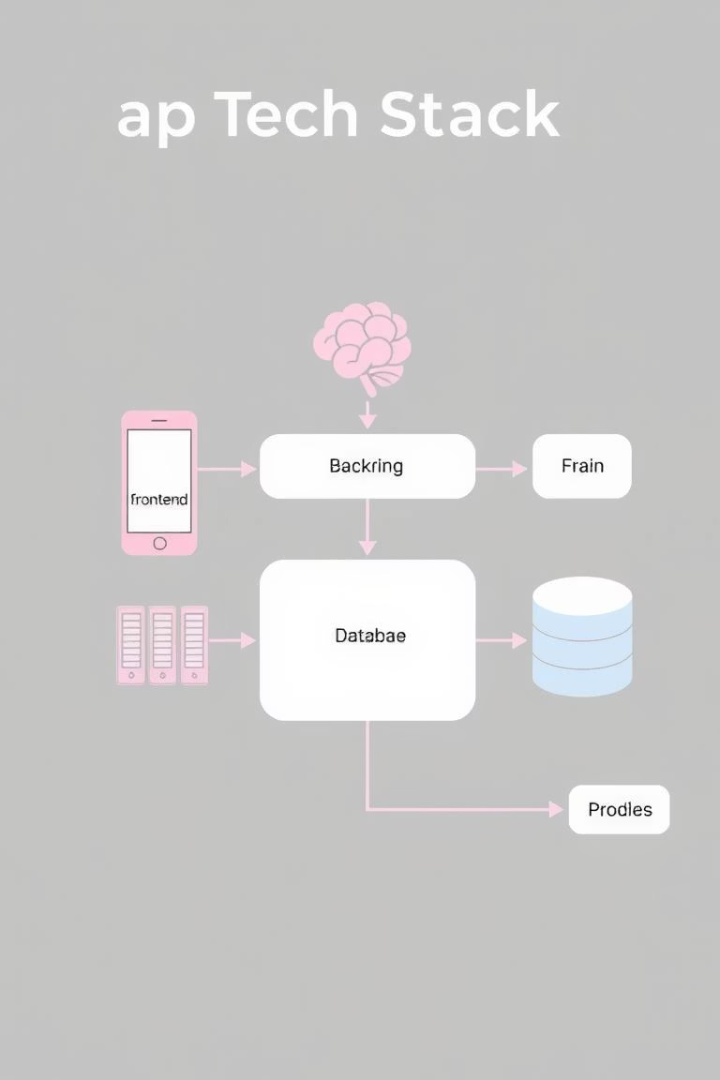 ap Tech Stack
Backring
Frain
frontend
Databae
Prodles